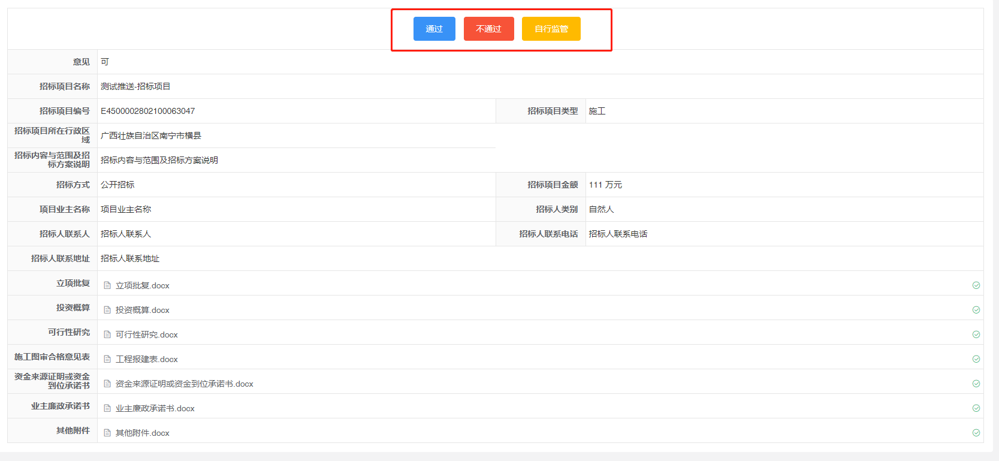 通过 不通过 自行监管
意见 可
招标项目名称 测试推送-招标项目
招标项目编号 E4500002802100063047 招标项目类型 施工
招标项目所在行政区
域
广西壮族自治区南宁市横县
招标内容与范围及招
标方案说明
招标内容与范围及招标方案说明
招标方式 公开招标 招标项目金额 111 万元
项目业主名称 项目业主名称 招标人类别 自然人
招标人联系人 招标人联系人 招标人联系电话 招标人联系电话
招标人联系地址 招标人联系地址
立项批复 立项批复.docx
投资概算 投资概算.docx
可行性研究 可行性研究.docx
施工图审合格意见表 工程报建表.docx
资金来源证明或资金
到位承诺书
资金来源证明或资金到位承诺书.docx
业主廉政承诺书 业主廉政承诺书.docx
其他附件 其他附件.docx